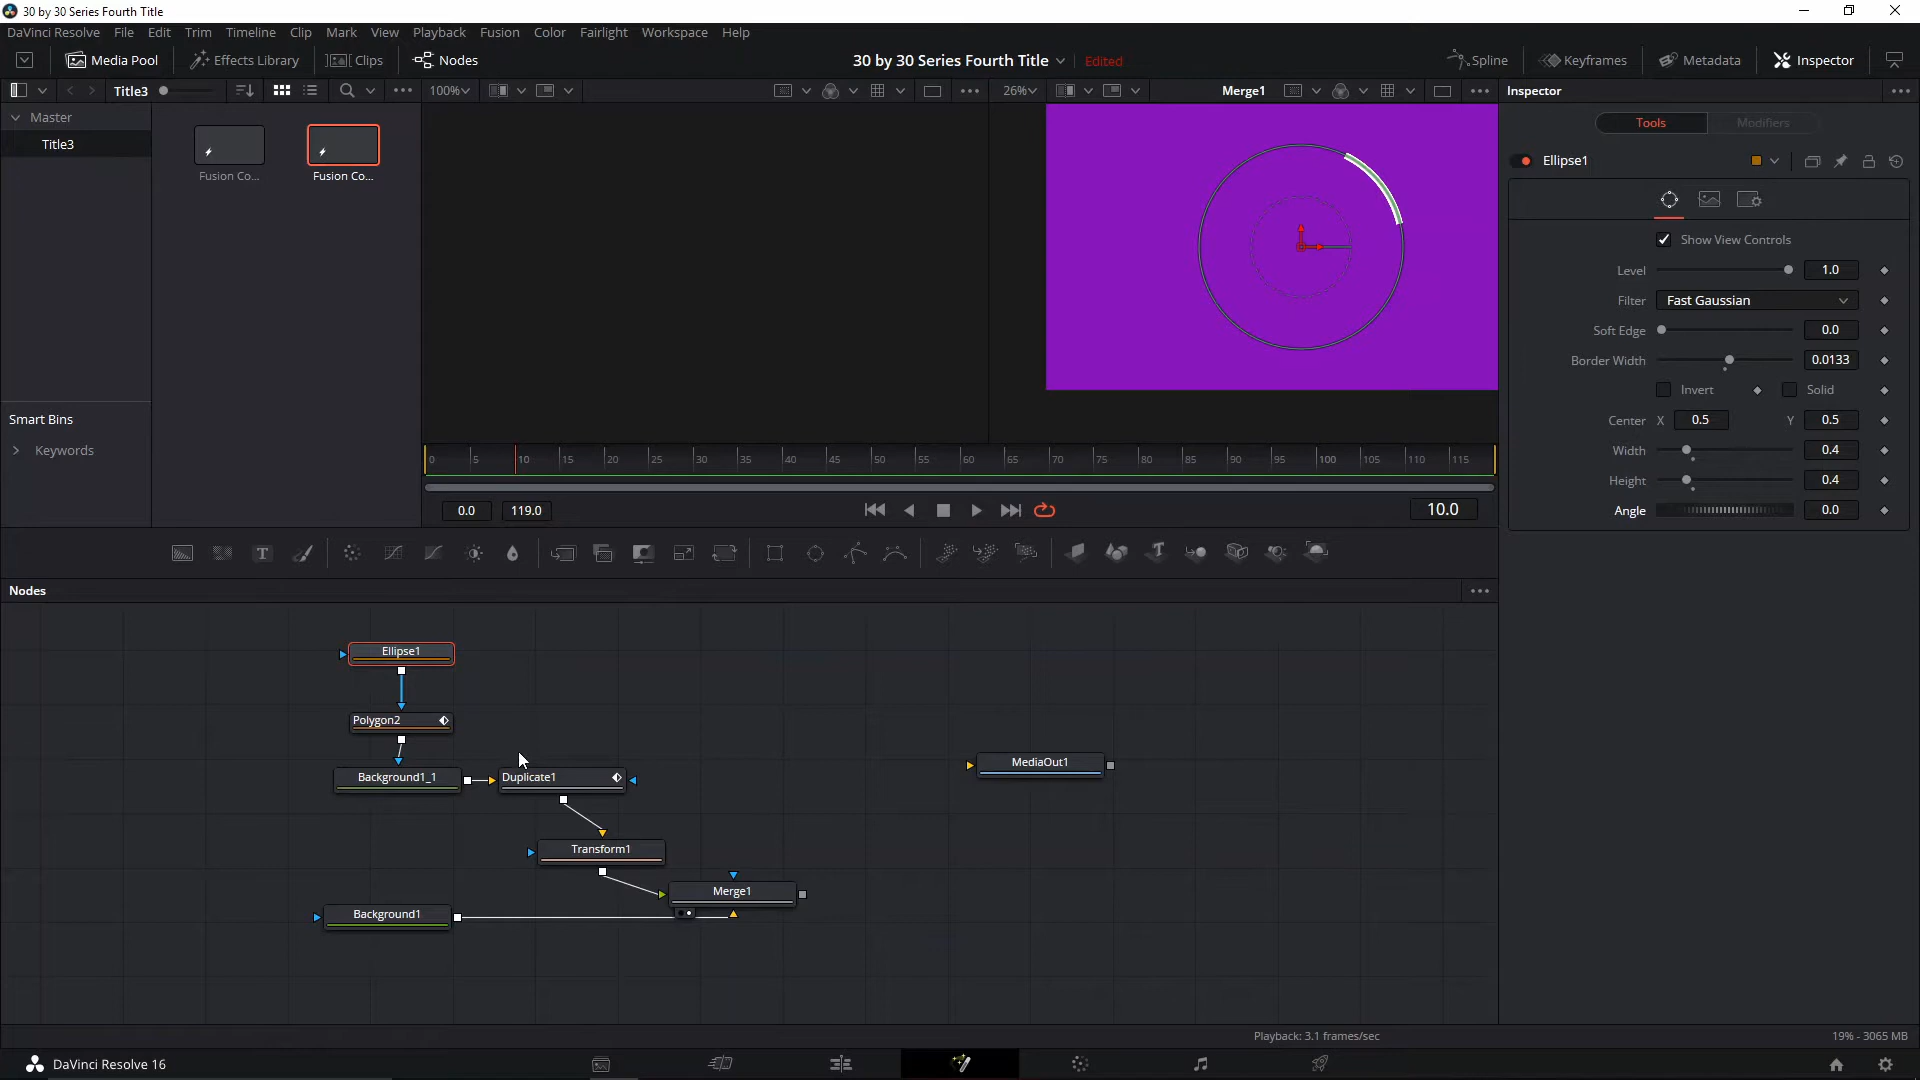 30 by 30 Series Fourth Title
DaVinci Resolve File Edit Trim Timeline Clip Mark View Playback Fusion Color Fairlight Workspace Help
Media Pool Effects Library Clips Nodes 30 by 30 Series Fourth Title Edited Spline Keyframes Metadata Inspector
Title3 100% 26% Merge1 Inspector
Master
Title3
Fusion Co... Fusion Co...
Tools Modifiers
Ellipse1
Show View Controls
Level 1.0
Filter Fast Gaussian
Soft Edge 0.0
Border Width 0.0133
Invert Solid
Center X 0.5 Y 0.5
Width 0.4
Height 0.4
Angle 0.0
Smart Bins
Keywords
0 5 10 15 20 25 30 35 40 45 50 55 60 65 70 75 80 85 90 95 100 105 110 115
0.0 119.0 10.0
Nodes
Ellipse1
Polygon2
Background1_1 Duplicate1
MediaOut1
Transform1
Merge1
Background1
Playback: 3.1 frames/sec 19% - 3065 MB
DaVinci Resolve 16